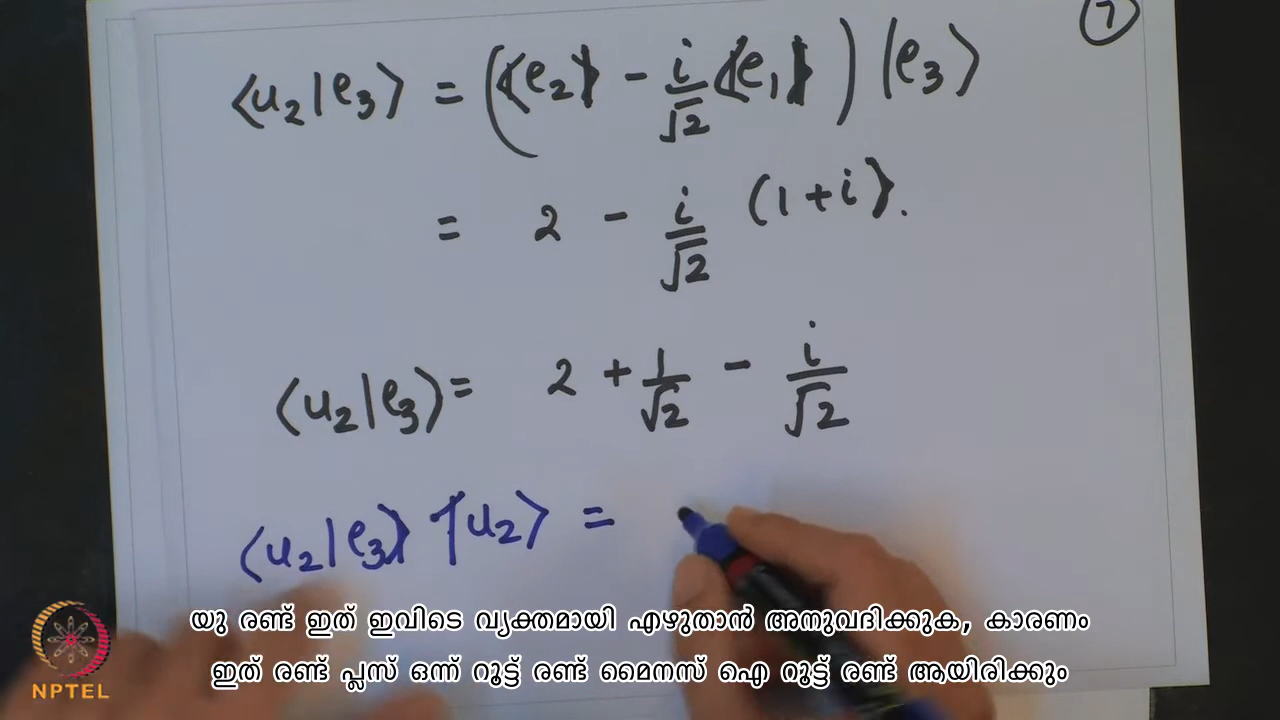 7
⟨u₂|e₃⟩ = (⟨e₂| - i/√2 ⟨e₁|) |e₃⟩
= 2 - i/√2 (1 + i).
⟨u₂|e₃⟩ = 2 + 1/√2 - i/√2
⟨u₂|e₃⟩ |u₂⟩ =
യു രണ്ട് ഇത് ഇവിടെ വ്യക്തമായി എഴുതാൻ അനുവദിക്കുക, കാരണം
ഇത് രണ്ട് പ്ലസ് ഒന്ന് റൂട്ട് രണ്ട് മൈനസ് ഐ റൂട്ട് രണ്ട് ആയിരിക്കും
NPTEL